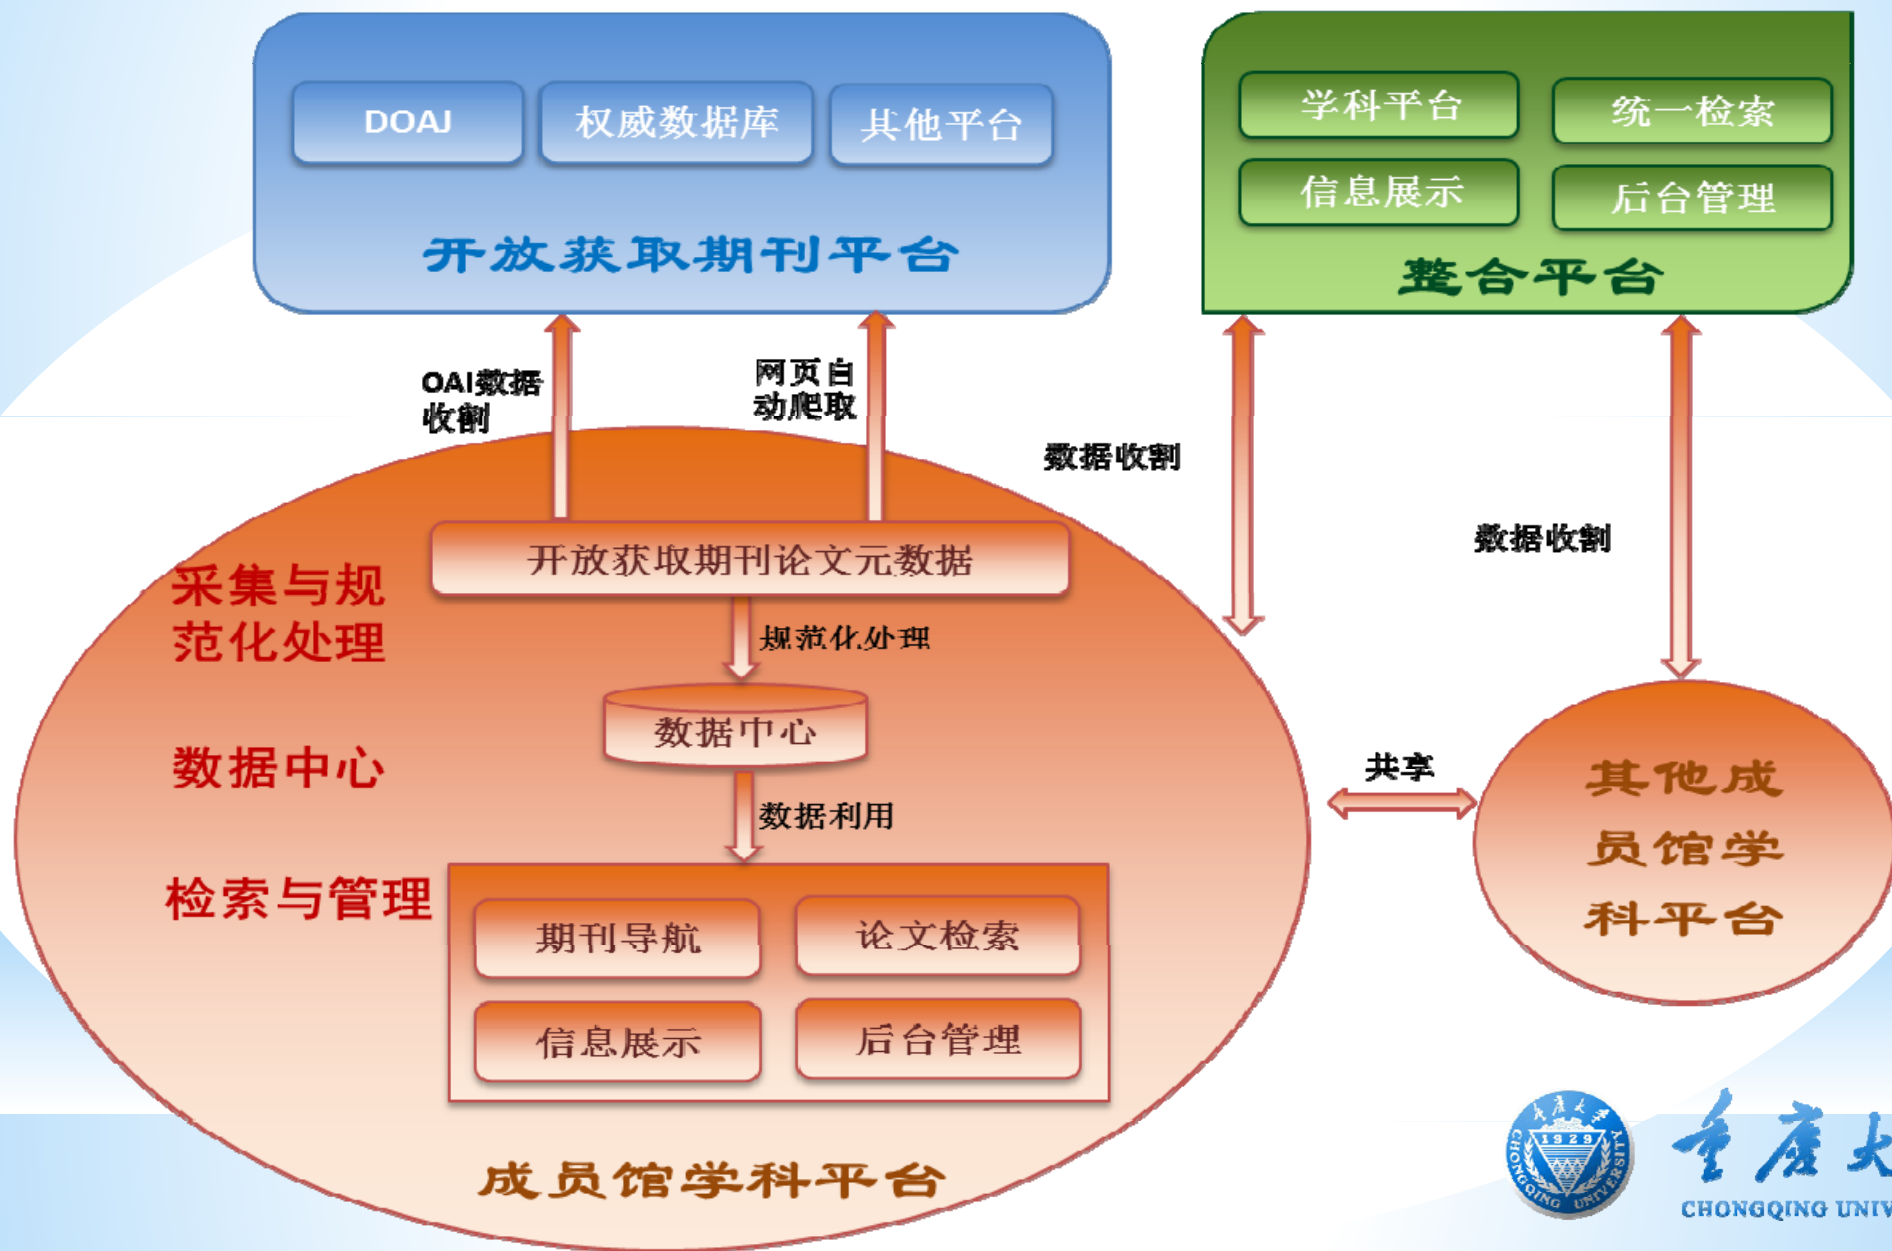 DOAJ
权威数据库
其他平台
开放获取期刊平台
学科平台
统一检索
信息展示
后台管理
整合平台
OAI数据
收割
网页自
动爬取
数据收割
数据收割
开放获取期刊论文元数据
采集与规
范化处理
规范化处理
数据中心
数据中心
数据利用
检索与管理
期刊导航
论文检索
信息展示
后台管理
成员馆学科平台
共享
其他成
员馆学
科平台
重庆大学
1929
CHONGQING UNIVERSITY
重庆大
CHONGQING UNIV